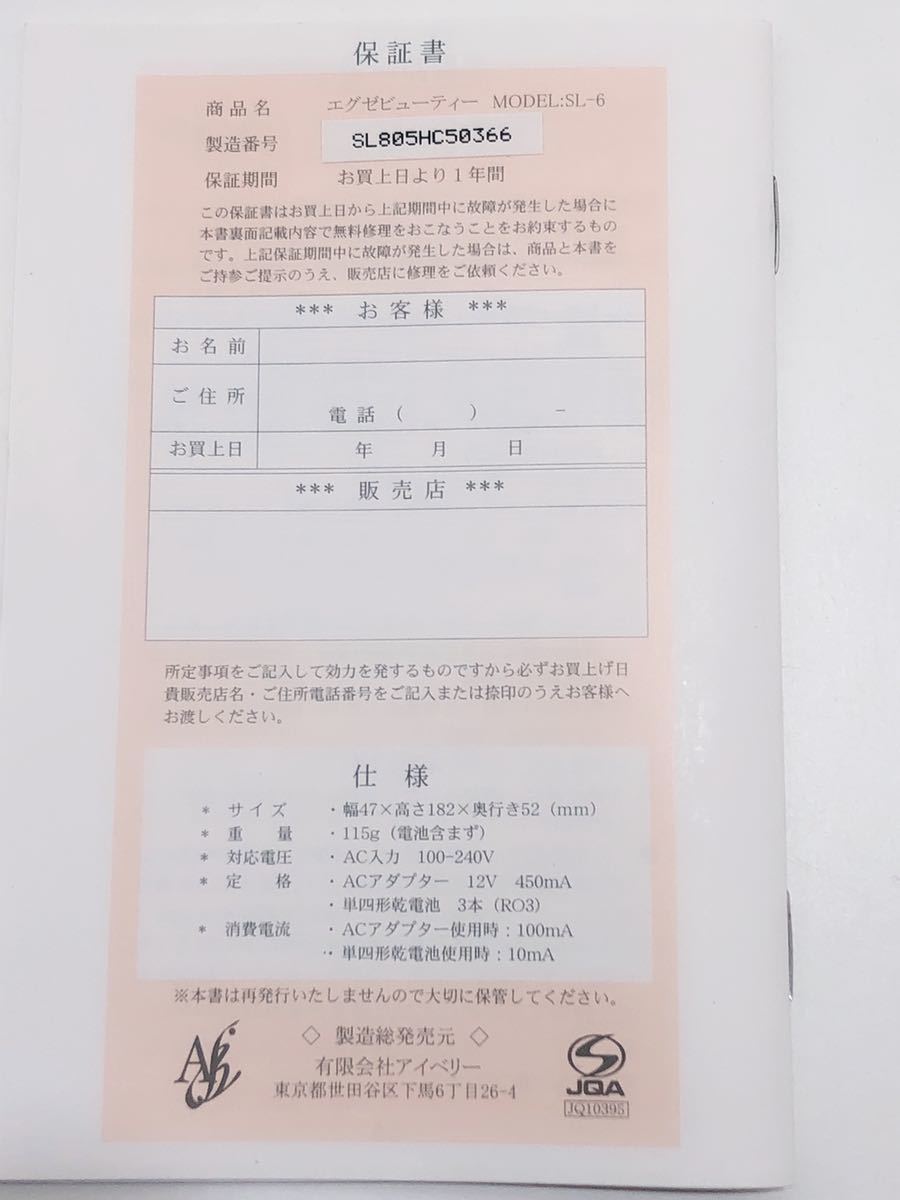 保証書
商品名 エグゼビューティー MODEL:SL-6
製造番号 SL805HC50366
保証期間 お買上日より1年間
この保証書はお買上日から上記期間中に故障が発生した場合に
本書裏面記載内容で無料修理をおこなうことをお約束するもの
です。上記保証期間中に故障が発生した場合は、商品と本書を
ご持参ご提示のうえ、販売店に修理をご依頼ください。
*** お客様 ***
お名前
ご住所
電話( ) -
お買上日 年 月 日
*** 販売店 ***
所定事項をご記入して効力を発するものですから必ずお買上げ日
貴販売店名・ご住所電話番号をご記入または捺印のうえお客様へ
お渡しください。
仕様
* サイズ ・幅47×高さ182×奥行き52(mm)
* 重量 ・115g(電池含まず)
* 対応電圧 ・AC入力 100-240V
* 定格 ・ACアダプター 12V 450mA
・単四形乾電池 3本(RO3)
* 消費電流 ・ACアダプター使用時:100mA
・単四形乾電池使用時:10mA
※本書は再発行いたしませんので大切に保管してください。
◇ 製造総発売元 ◇
有限会社アイベリー
東京都世田谷区下馬6丁目26-4
JQA
JQ10395